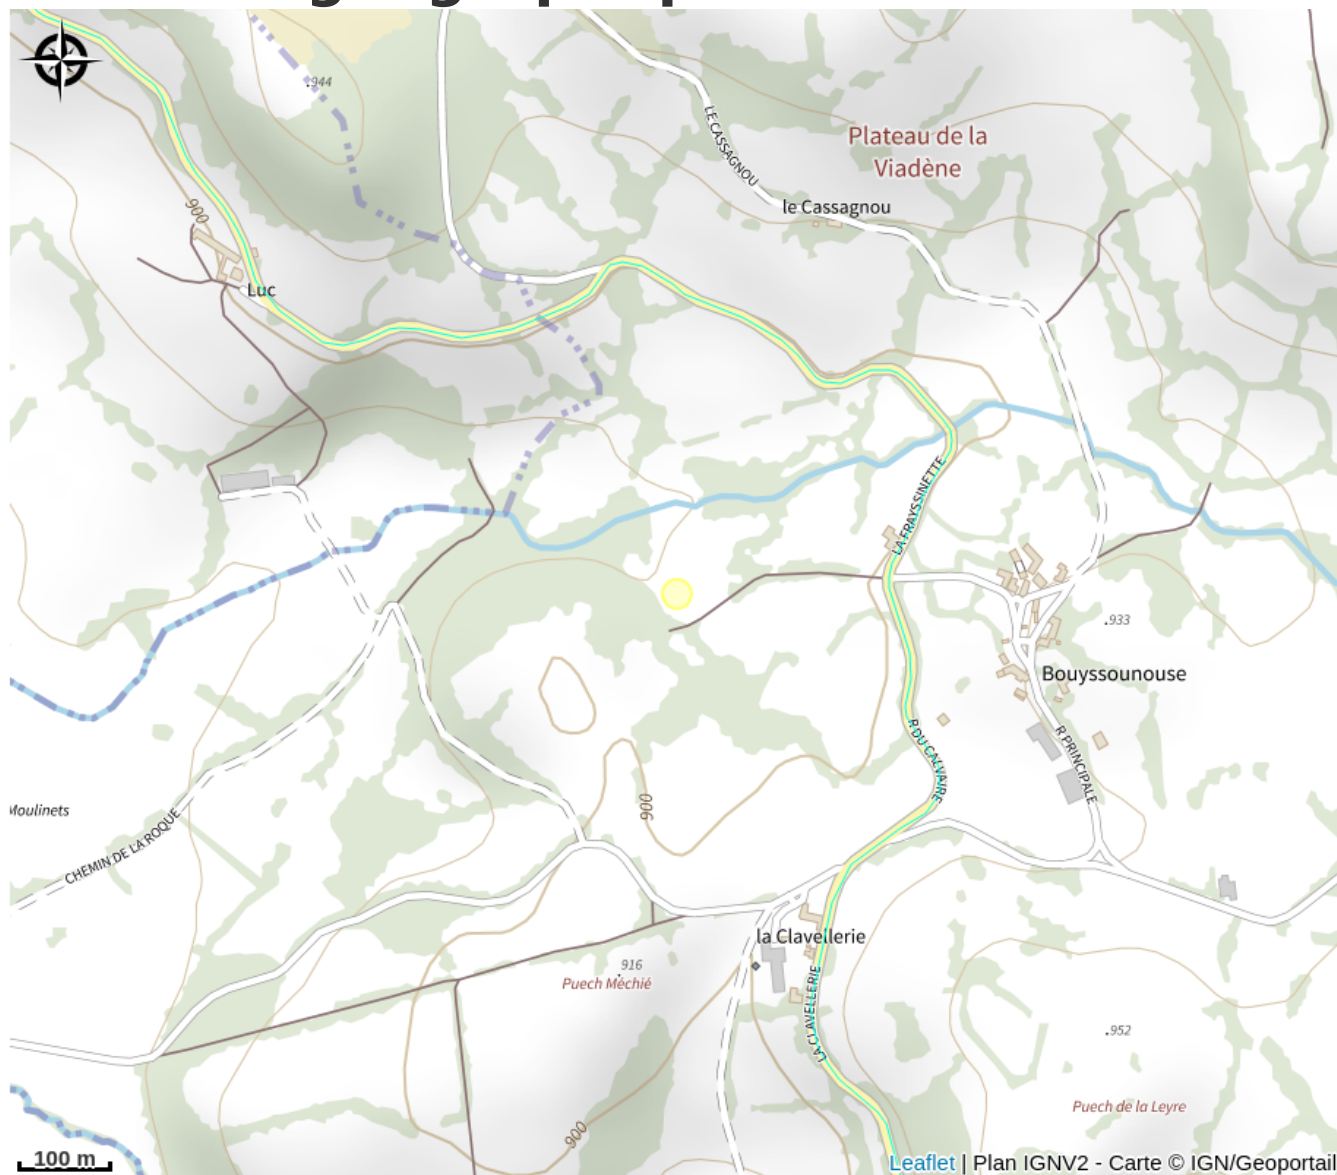 944
LE CASSAGNOU
Plateau de la
Viadène
le Cassagnou
900
Luc
LA FRAYSSINETTE
933
Bouyssounouse
R DU CALVAIRE
R PRINCIPALE
900
Moulinets
CHEMIN DE LA ROQUE
la Clavellerie
916
Puech Méchié
LA CLAVELLERIE
952
Puech de la Leyre
900
100 m
Leaflet | Plan IGNV2 - Carte © IGN/Geoportail